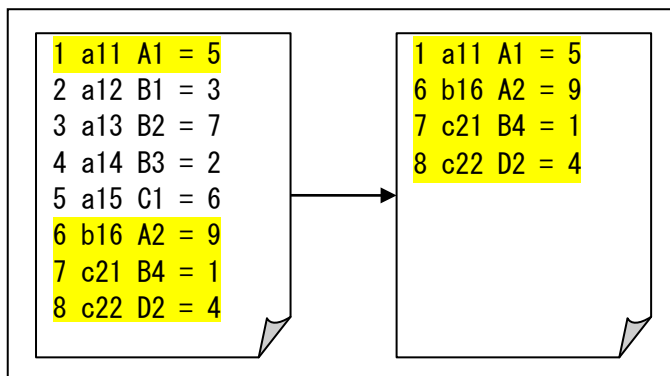 1 a11 A1 = 5
2 a12 B1 = 3
3 a13 B2 = 7
4 a14 B3 = 2
5 a15 C1 = 6
6 b16 A2 = 9
7 c21 B4 = 1
8 c22 D2 = 4
1 a11 A1 = 5
6 b16 A2 = 9
7 c21 B4 = 1
8 c22 D2 = 4